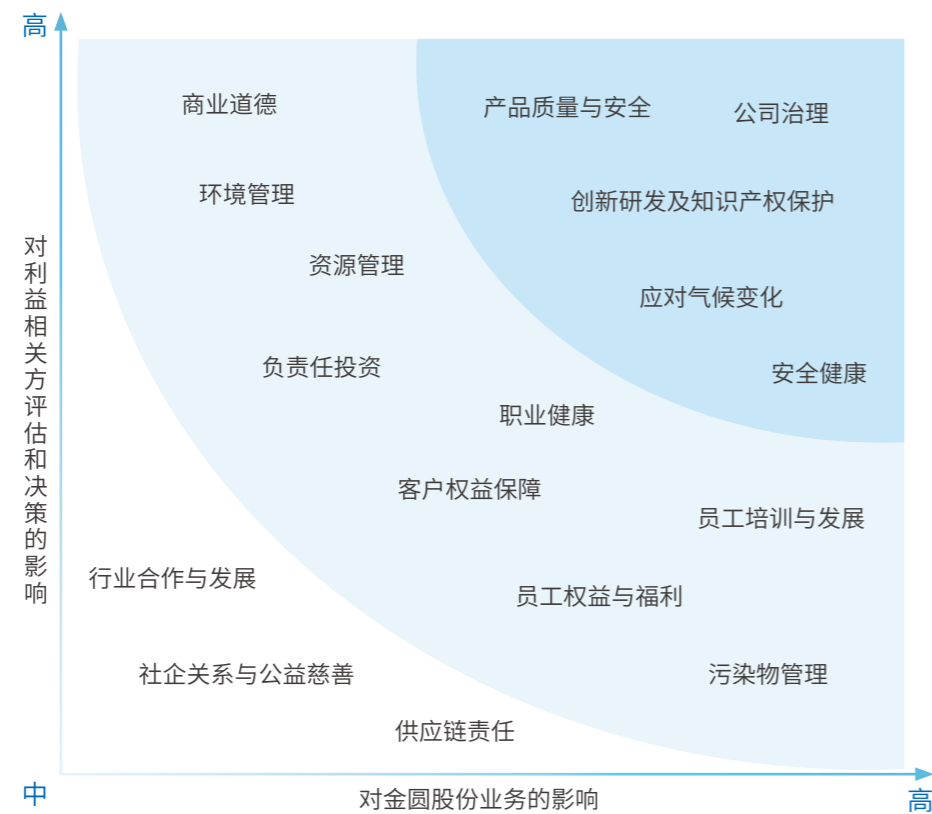 高
对利益相关方评估和决策的影响
商业道德
产品质量与安全
公司治理
环境管理
创新研发及知识产权保护
资源管理
应对气候变化
负责任投资
安全健康
职业健康
客户权益保障
员工培训与发展
行业合作与发展
员工权益与福利
社企关系与公益慈善
污染物管理
供应链责任
中
对金圆股份业务的影响
高